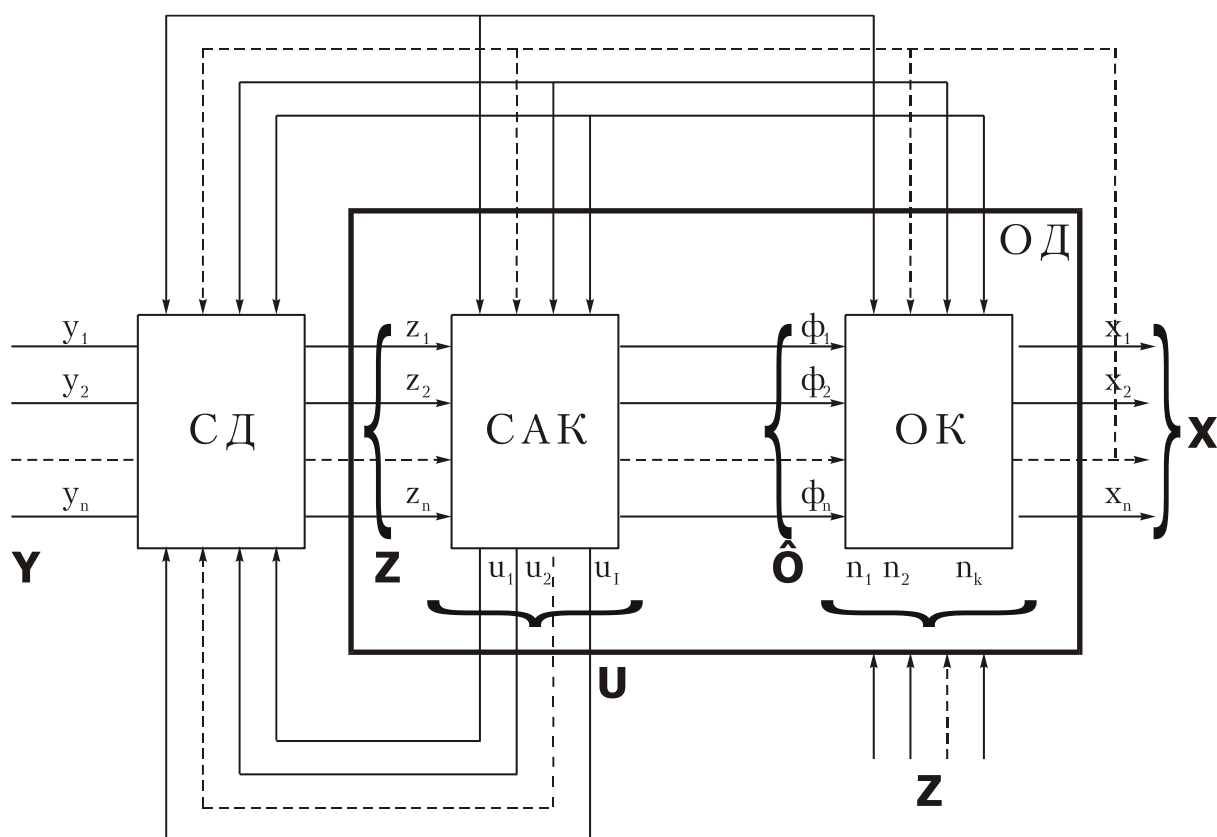 ОД
y1 z1 ф1 x1
y2 z2 ф2 x2
СД САК ОК
X
yn zn фn xn
Y Z Ô
u1 u2 uI n1 n2 nk
U
Z